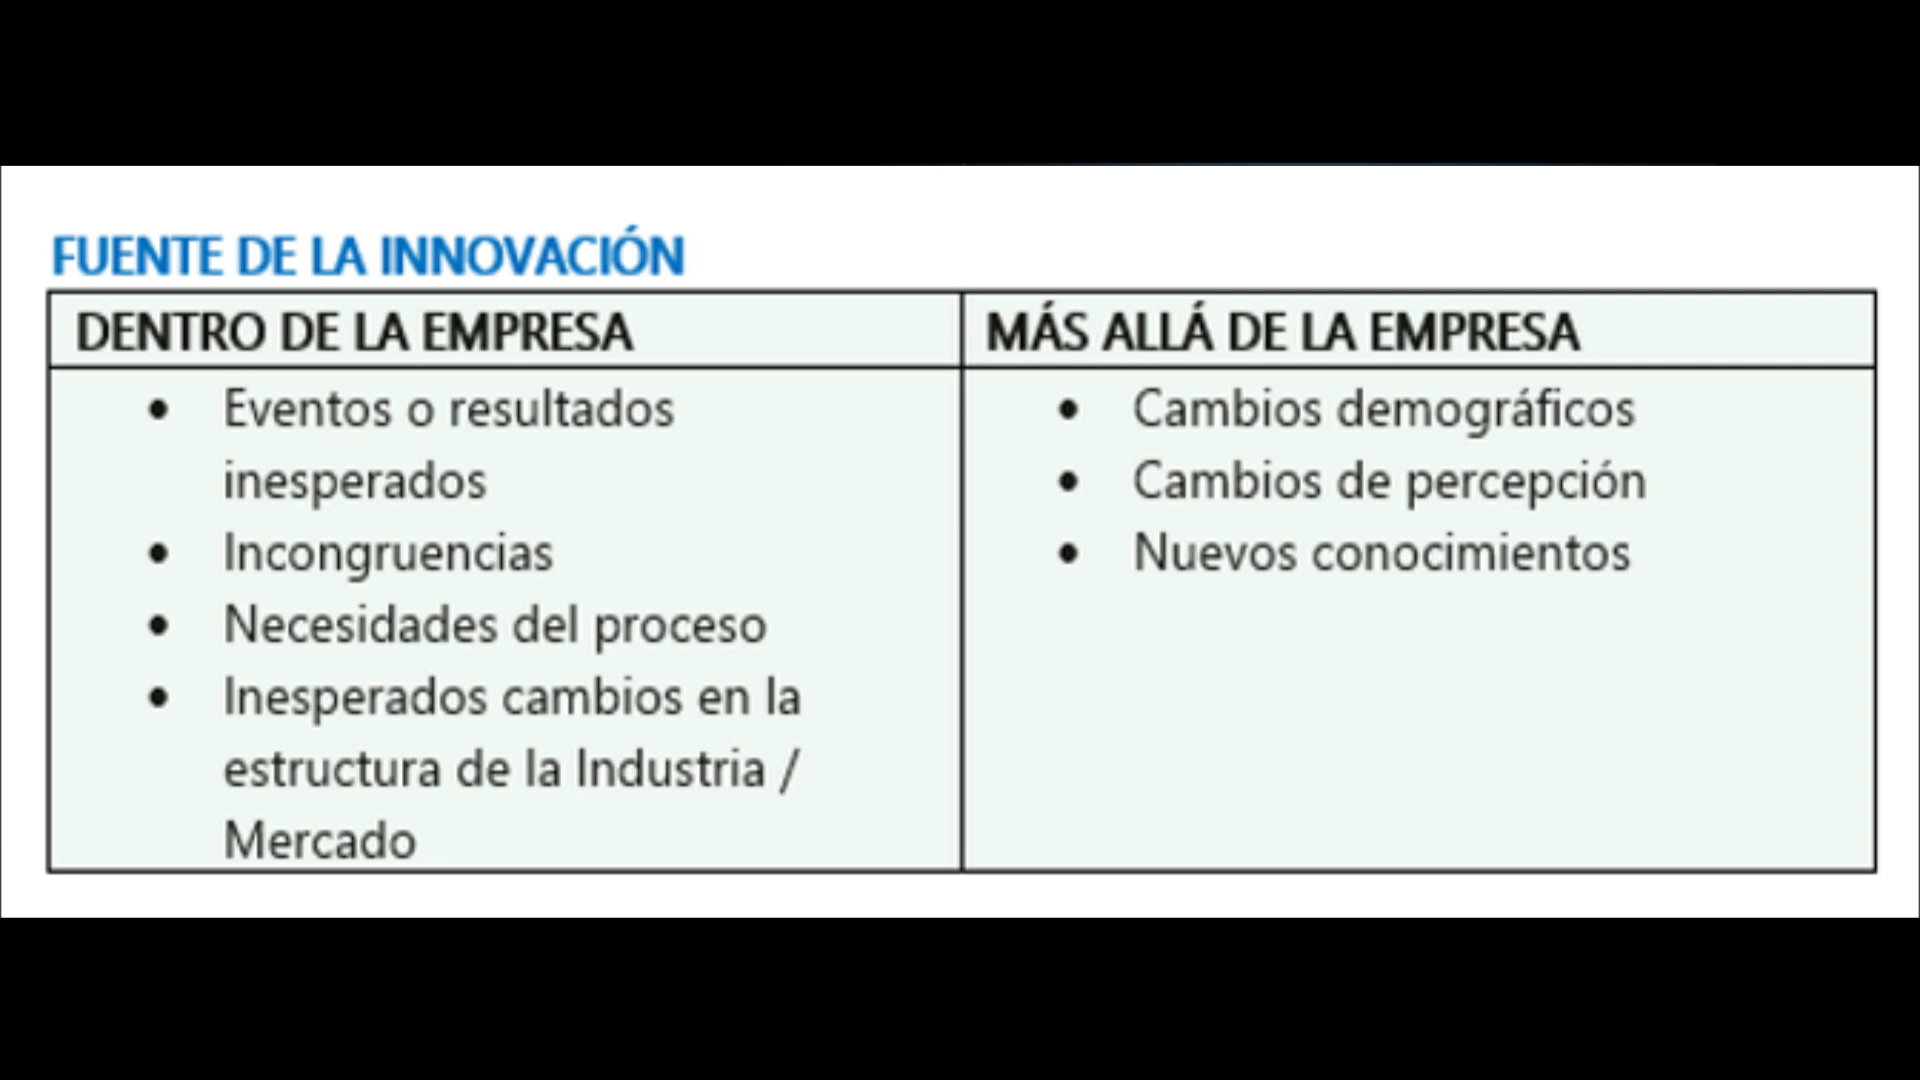 FUENTE DE LA INNOVACIÓN
DENTRO DE LA EMPRESA
Eventos o resultados
inesperados
Incongruencias
Necesidades del proceso
Inesperados cambios en la
estructura de la Industria /
Mercado
MÁS ALLÁ DE LA EMPRESA
Cambios demográficos
Cambios de percepción
Nuevos conocimientos